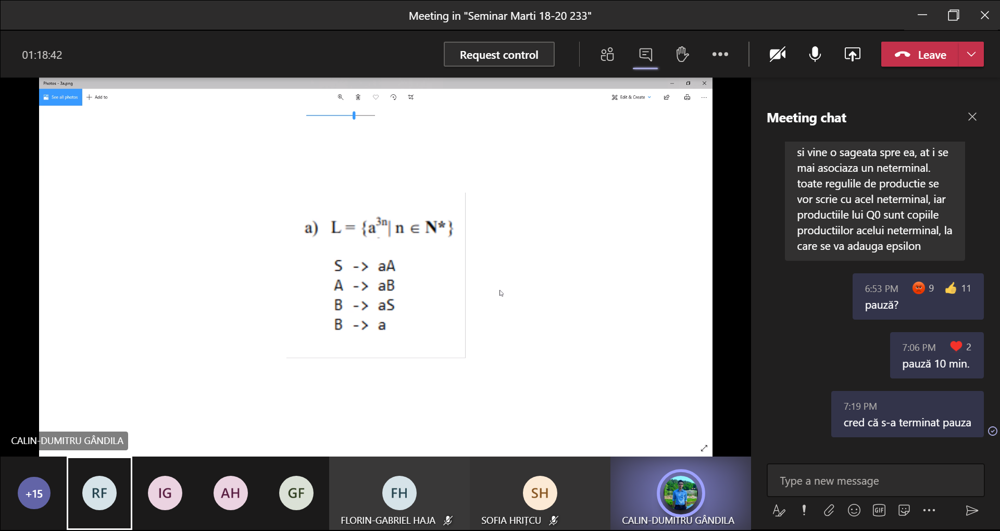 Meeting in "Seminar Marti 18-20 233"
01:18:42
Request control
Leave
Photos - 3a.png
See all photos
Add to
Edit & Create
a) L = {a³ⁿ| n ∈ N*}
S -> aA
A -> aB
B -> aS
B -> a
CALIN-DUMITRU GÂNDILA
+15
RF
IG
AH
GF
FH
FLORIN-GABRIEL HAJA
SH
SOFIA HRIȚCU
CALIN-DUMITRU GÂNDILA
Meeting chat
si vine o sageata spre ea, at i se
mai asociaza un neterminal.
toate regulile de productie se
vor scrie cu acel neterminal, iar
productiile lui Q0 sunt copiile
productiilor acelui neterminal, la
care se va adauga epsilon
6:53 PM 😡 9 👍 11
pauză?
7:06 PM ❤️ 2
pauză 10 min.
7:19 PM
cred că s-a terminat pauza
Type a new message
GIF